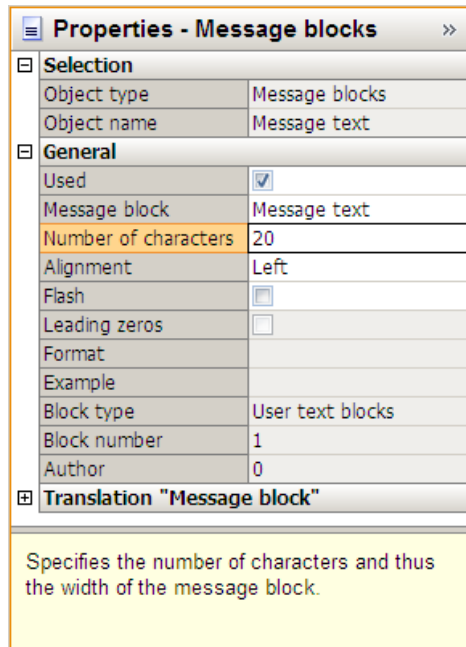 Properties - Message blocks »
Selection
Object type Message blocks
Object name Message text
General
Used
Message block Message text
Number of characters 20
Alignment Left
Flash
Leading zeros
Format
Example
Block type User text blocks
Block number 1
Author 0
Translation "Message block"
Specifies the number of characters and thus
the width of the message block.